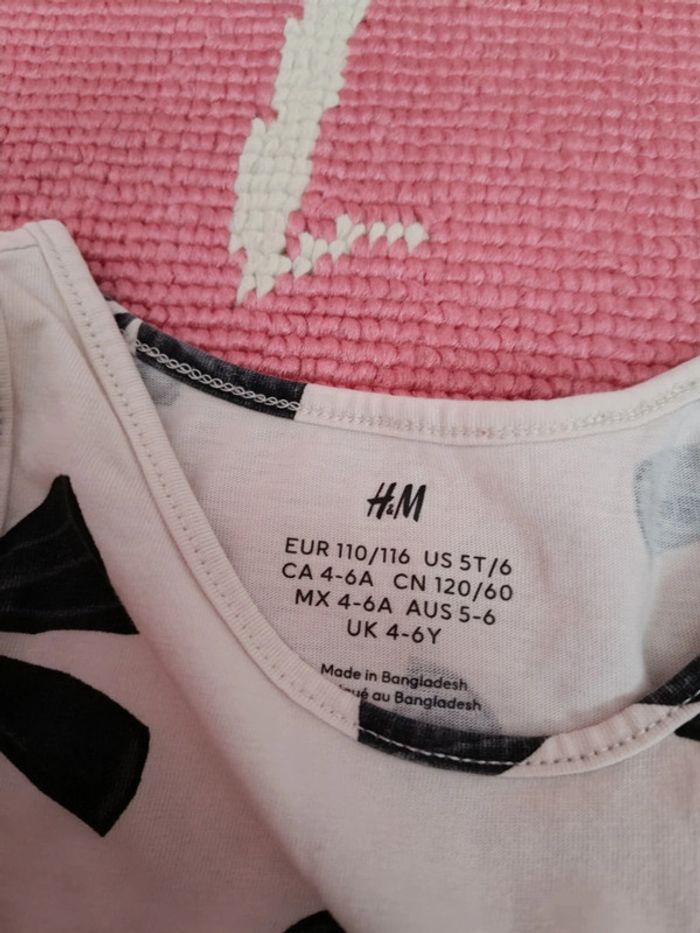 H&M
EUR 110/116 US 5T/6
CA 4-6A CN 120/60
MX 4-6A AUS 5-6
UK 4-6Y
Made in Bangladesh
au Bangladesh